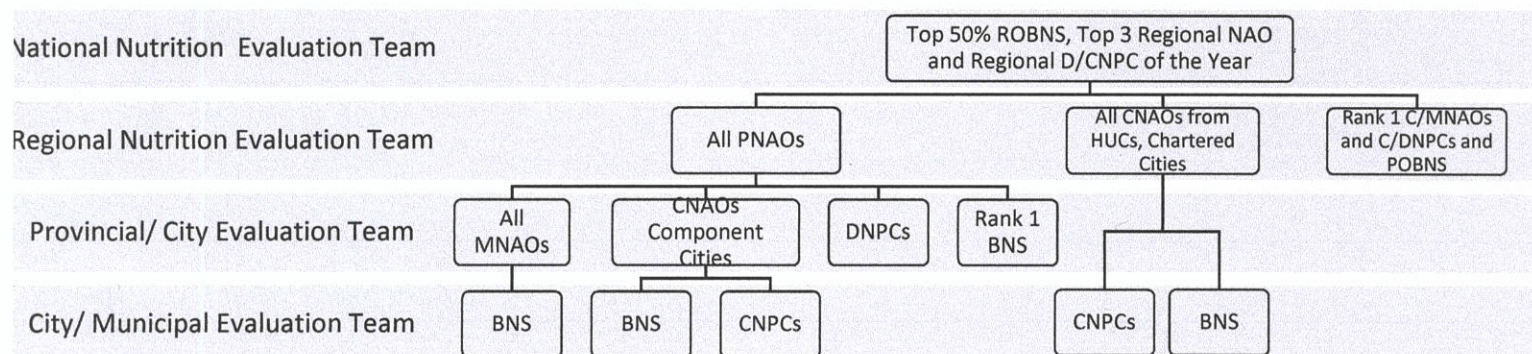 National Nutrition Evaluation Team
Top 50% ROBNS, Top 3 Regional NAO
and Regional D/CNPC of the Year
Regional Nutrition Evaluation Team
All PNAOs
All CNAOs from
HUCs, Chartered
Cities
Rank 1 C/MNAOs
and C/DNPCs and
POBNS
Provincial/ City Evaluation Team
All
MNAOs
CNAOs
Component
Cities
DNPCs
Rank 1
BNS
City/ Municipal Evaluation Team
BNS
BNS
CNPCs
CNPCs
BNS